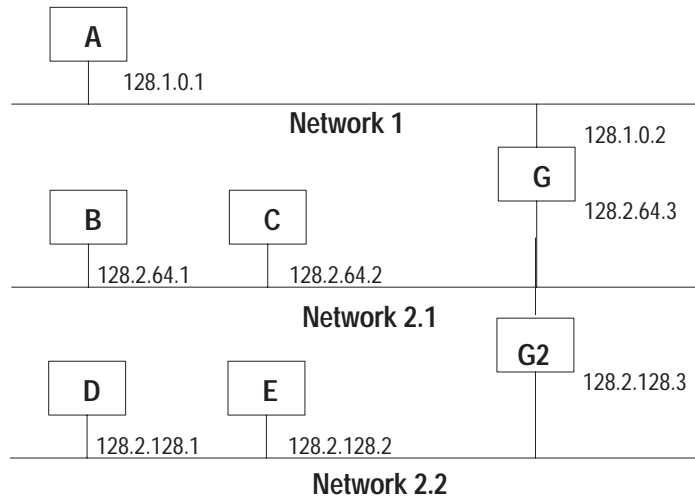 A
128.1.0.1
Network 1
128.1.0.2
G
128.2.64.3
B
C
128.2.64.1
128.2.64.2
Network 2.1
G2
128.2.128.3
D
E
128.2.128.1
128.2.128.2
Network 2.2